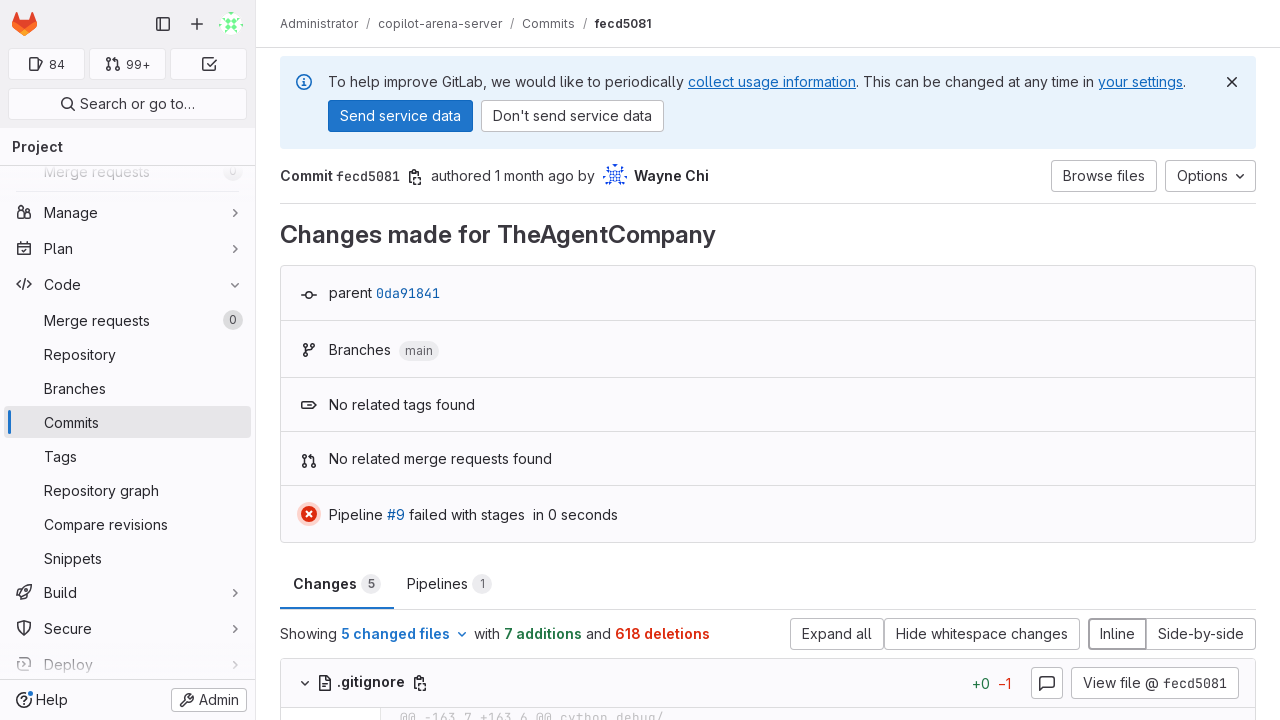 84
99+
Search or go to…
Project
Merge requests 0
Manage
Plan
Code
Merge requests 0
Repository
Branches
Commits
Tags
Repository graph
Compare revisions
Snippets
Build
Secure
Deploy
Help
Admin
Administrator / copilot-arena-server / Commits / fecd5081
To help improve GitLab, we would like to periodically collect usage information. This can be changed at any time in your settings.
Send service data
Don't send service data
Commit fecd5081 authored 1 month ago by Wayne Chi
Browse files
Options
Changes made for TheAgentCompany
parent 0da91841
Branches main
No related tags found
No related merge requests found
Pipeline #9 failed with stages in 0 seconds
Changes 5
Pipelines 1
Showing 5 changed files with 7 additions and 618 deletions
Expand all
Hide whitespace changes
Inline
Side-by-side
.gitignore
+0 −1
View file @ fecd5081
@@ -163,7 +163,6 @@ cython_debug/